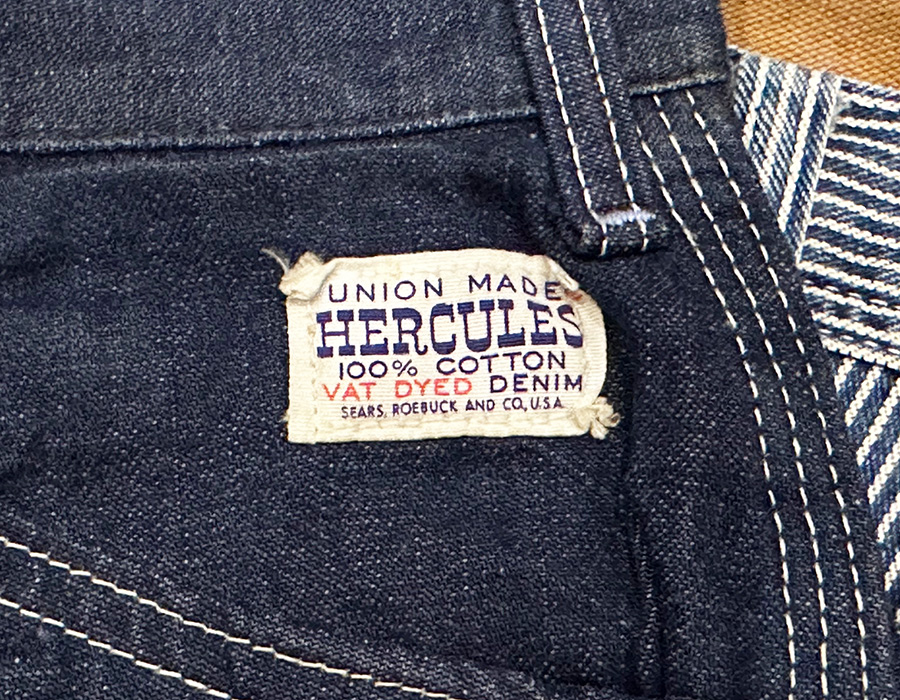 UNION MADE
HERCULES
100% COTTON
VAT DYED DENIM
SEARS, ROEBUCK AND CO., U.S.A.